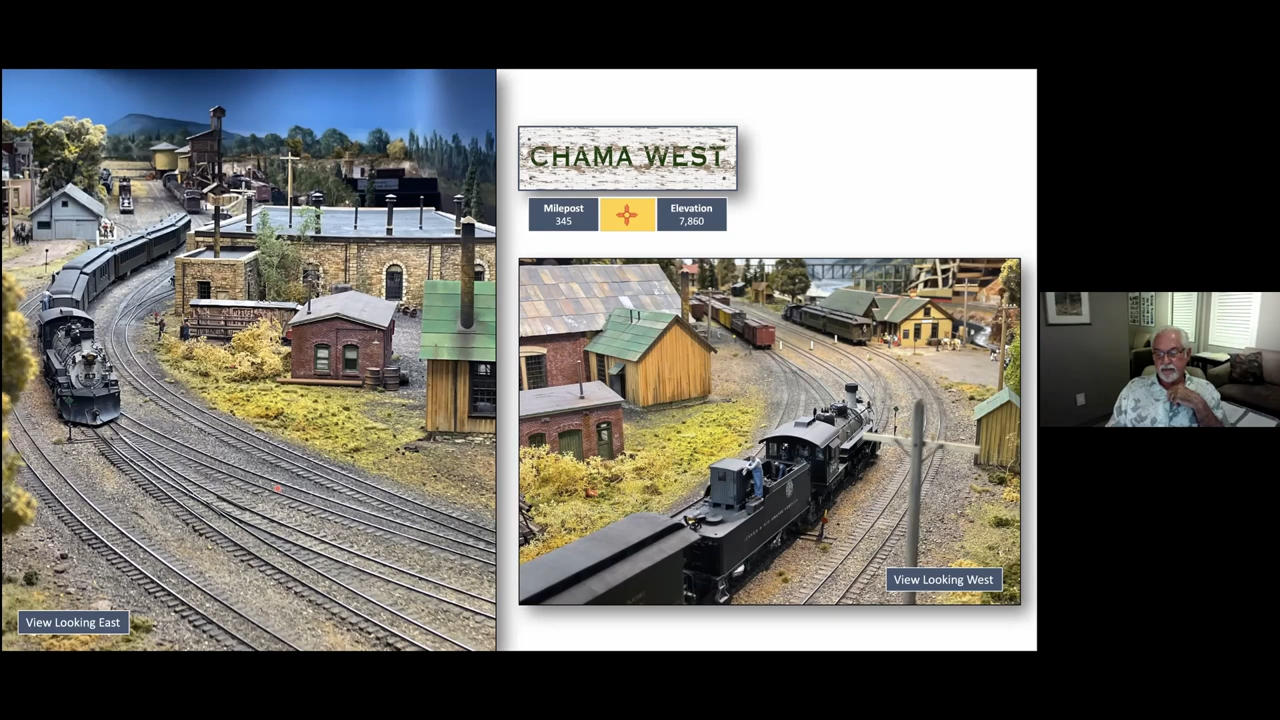 CHAMA WEST
Milepost
345
Elevation
7,860
View Looking East
View Looking West